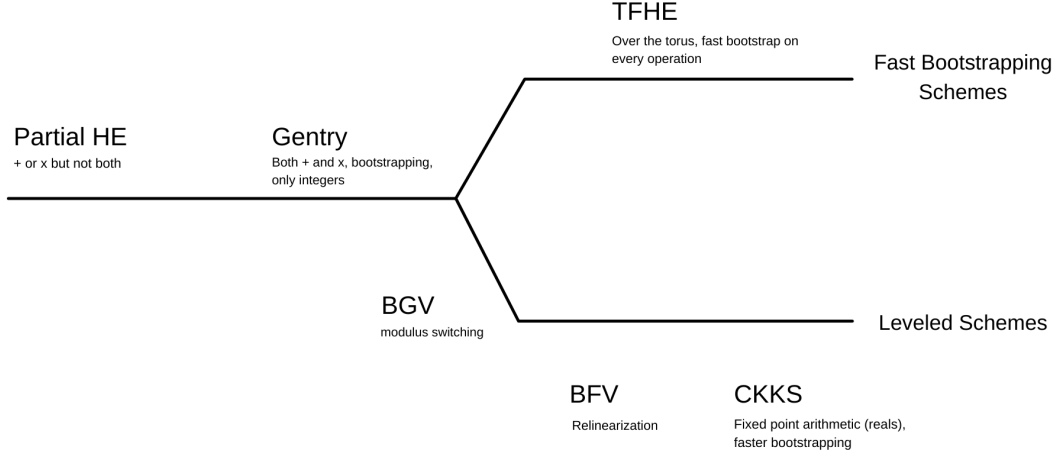 TFHE
Over the torus, fast bootstrap on
every operation
Fast Bootstrapping
Schemes
Partial HE
+ or x but not both
Gentry
Both + and x, bootstrapping,
only integers
BGV
modulus switching
Leveled Schemes
BFV
Relinearization
CKKS
Fixed point arithmetic (reals),
faster bootstrapping